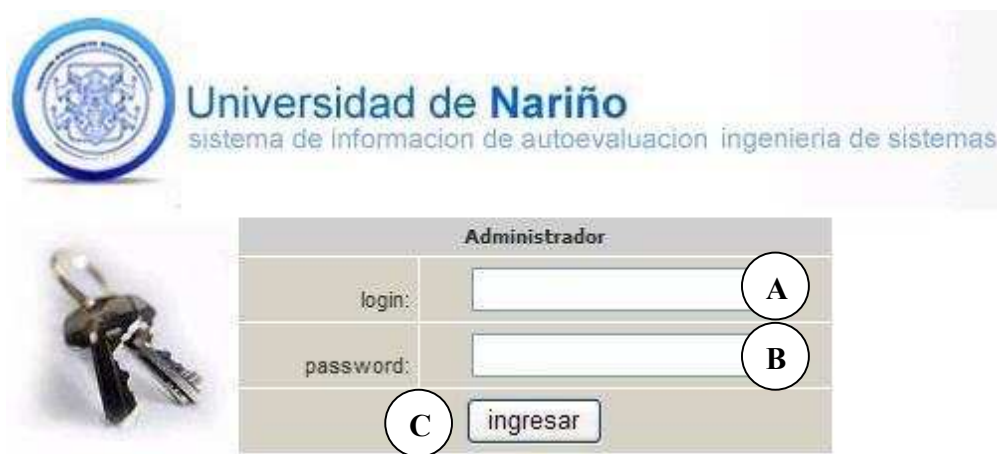 Universidad de Nariño
sistema de informacion de autoevaluacion ingenieria de sistemas
Administrador
login: A
password: B
C ingresar